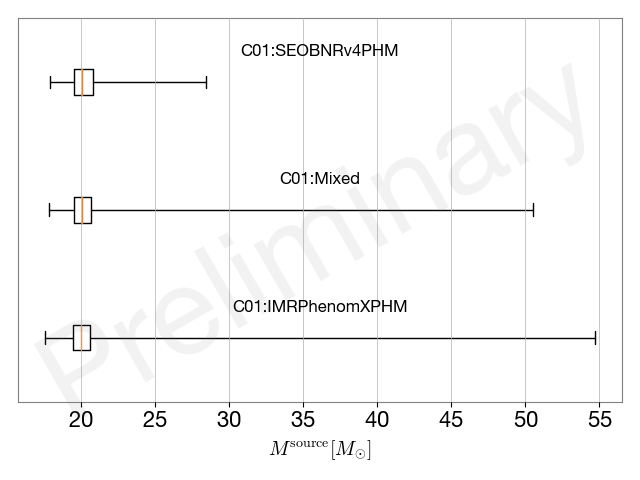 C01:SEOBNRv4PHM
C01:Mixed
C01:IMRPhenomXPHM
Preliminary
20 25 30 35 40 45 50 55
M^source [M_⊙]